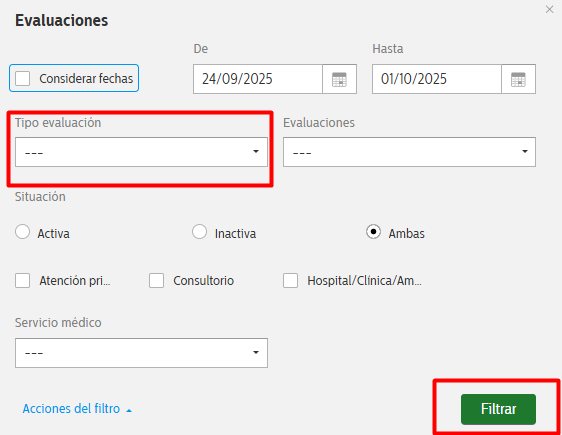 Evaluaciones
De
Hasta
Considerar fechas
24/09/2025
01/10/2025
Tipo evaluación
Evaluaciones
---
---
Situación
Activa
Inactiva
Ambas
Atención pri...
Consultorio
Hospital/Clínica/Am...
Servicio médico
---
Acciones del filtro
Filtrar